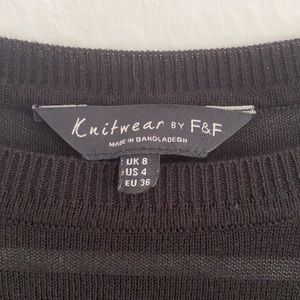 Knitwear BY F&F
MADE IN BANGLADESH
UK 8
US 4
EU 36